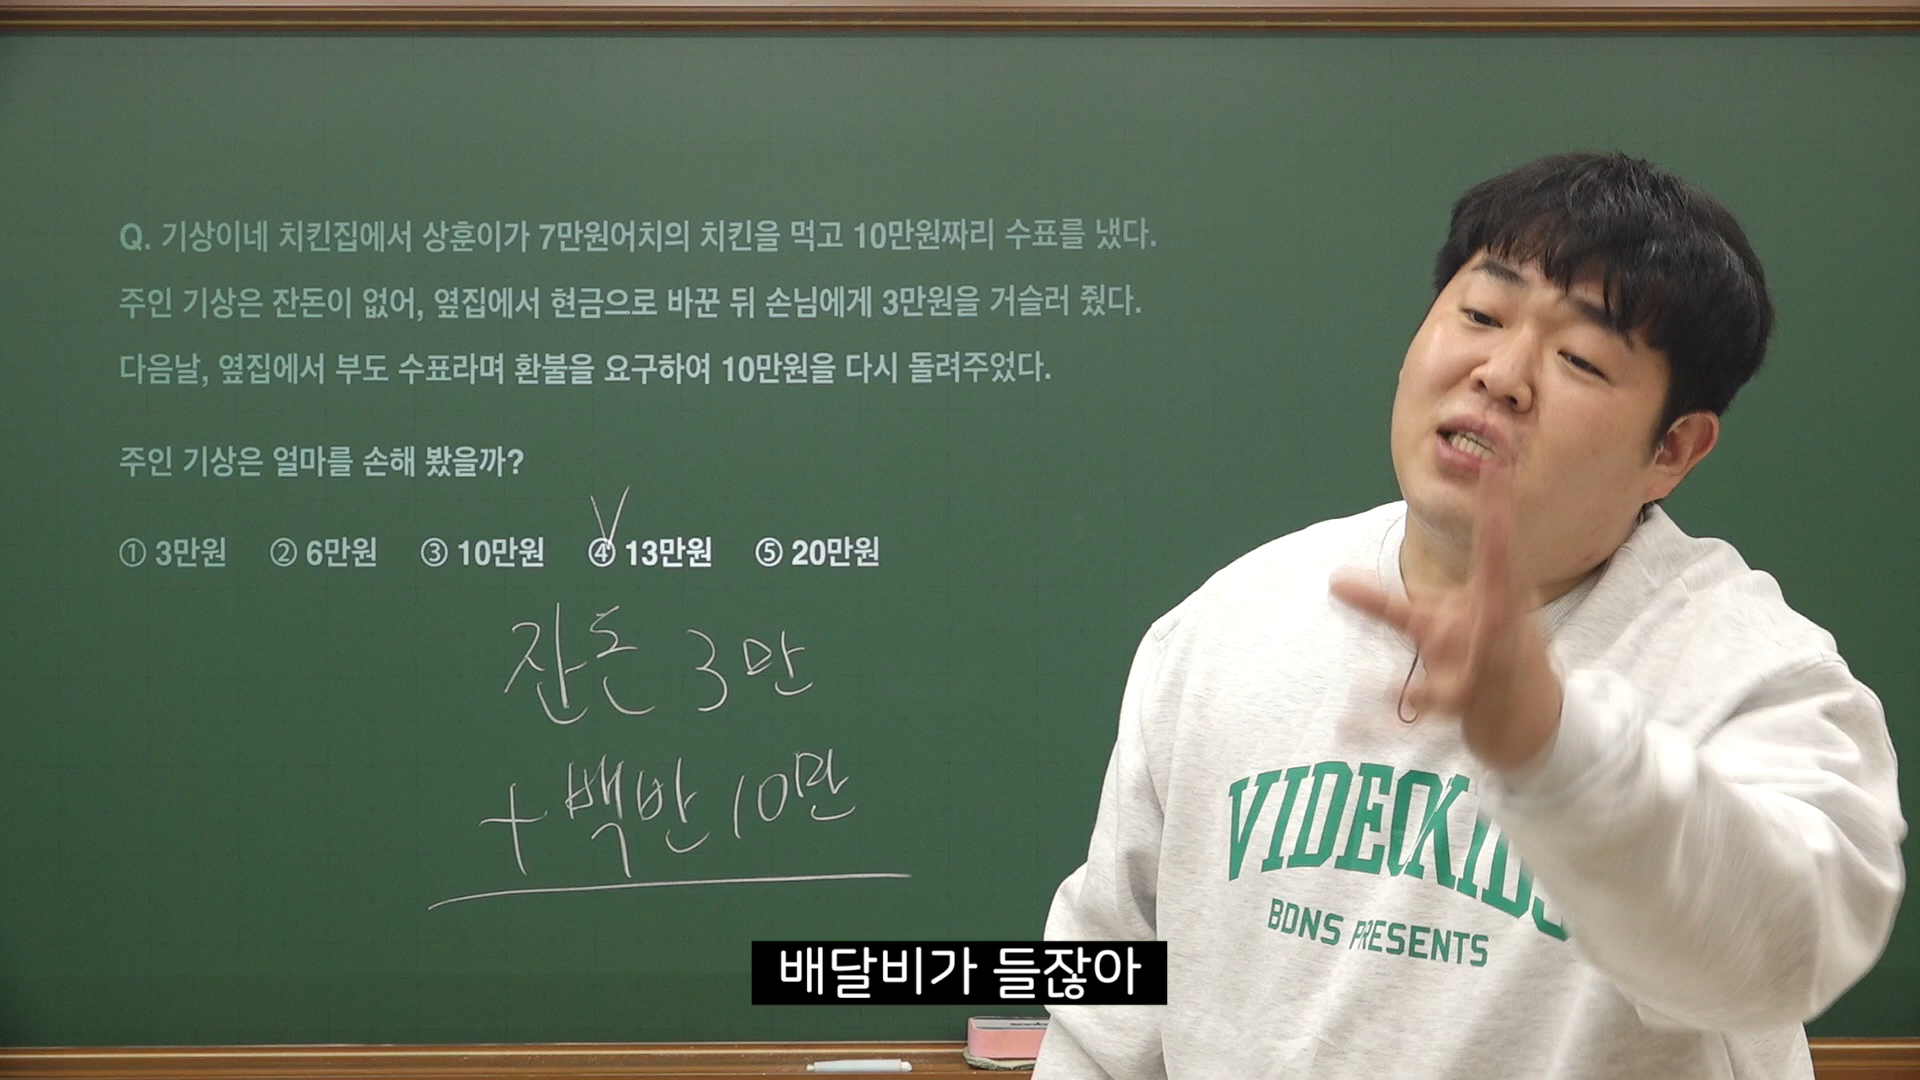 Q. 기상이네 치킨집에서 상훈이가 7만원어치의 치킨을 먹고 10만원짜리 수표를 냈다.
주인 기상은 잔돈이 없어, 옆집에서 현금으로 바꾼 뒤 손님에게 3만원을 거슬러 줬다.
다음날, 옆집에서 부도 수표라며 환불을 요구하여 10만원을 다시 돌려주었다.
주인 기상은 얼마를 손해 봤을까?
① 3만원 ② 6만원 ③ 10만원 ④ 13만원 ⑤ 20만원
잔돈 3만
+ 백반 10만
VIDEOKIDS
BDNS PRESENTS
배달비가 들잖아